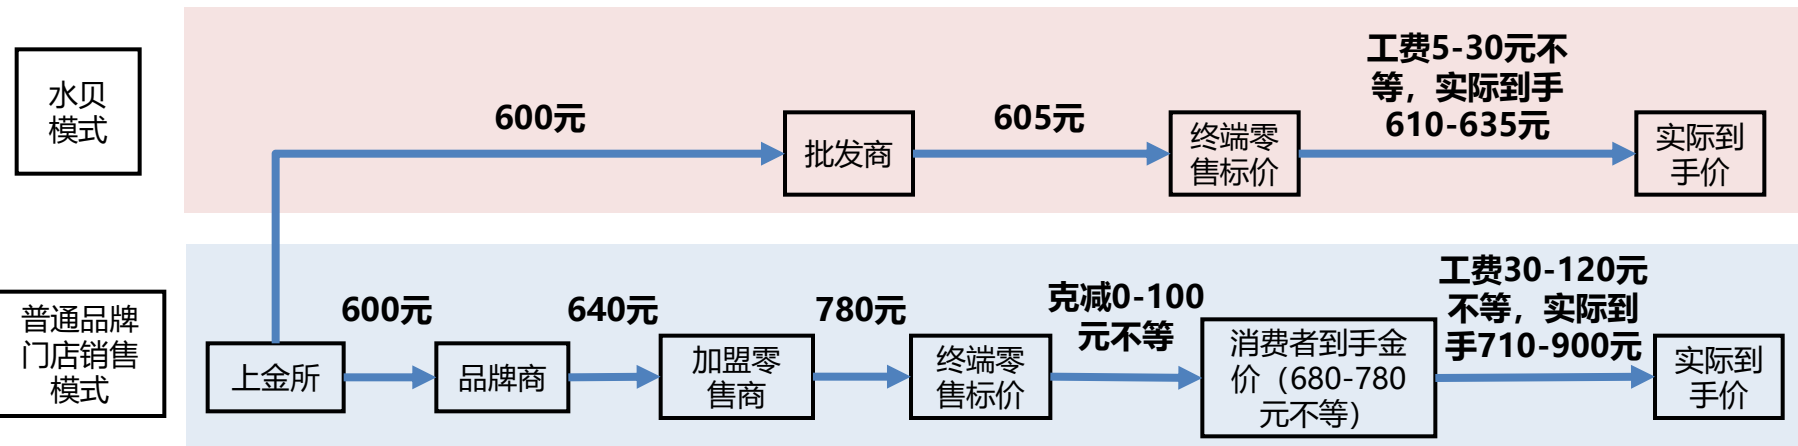 水贝
模式
600元
批发商
605元
终端零
售标价
工费5-30元不
等，实际到手
610-635元
实际到
手价
普通品牌
门店销售
模式
上金所
600元
品牌商
640元
加盟零
售商
780元
终端零
售标价
克减0-100
元不等
消费者到手金
价（680-780
元不等）
工费30-120元
不等，实际到
手710-900元
实际到
手价